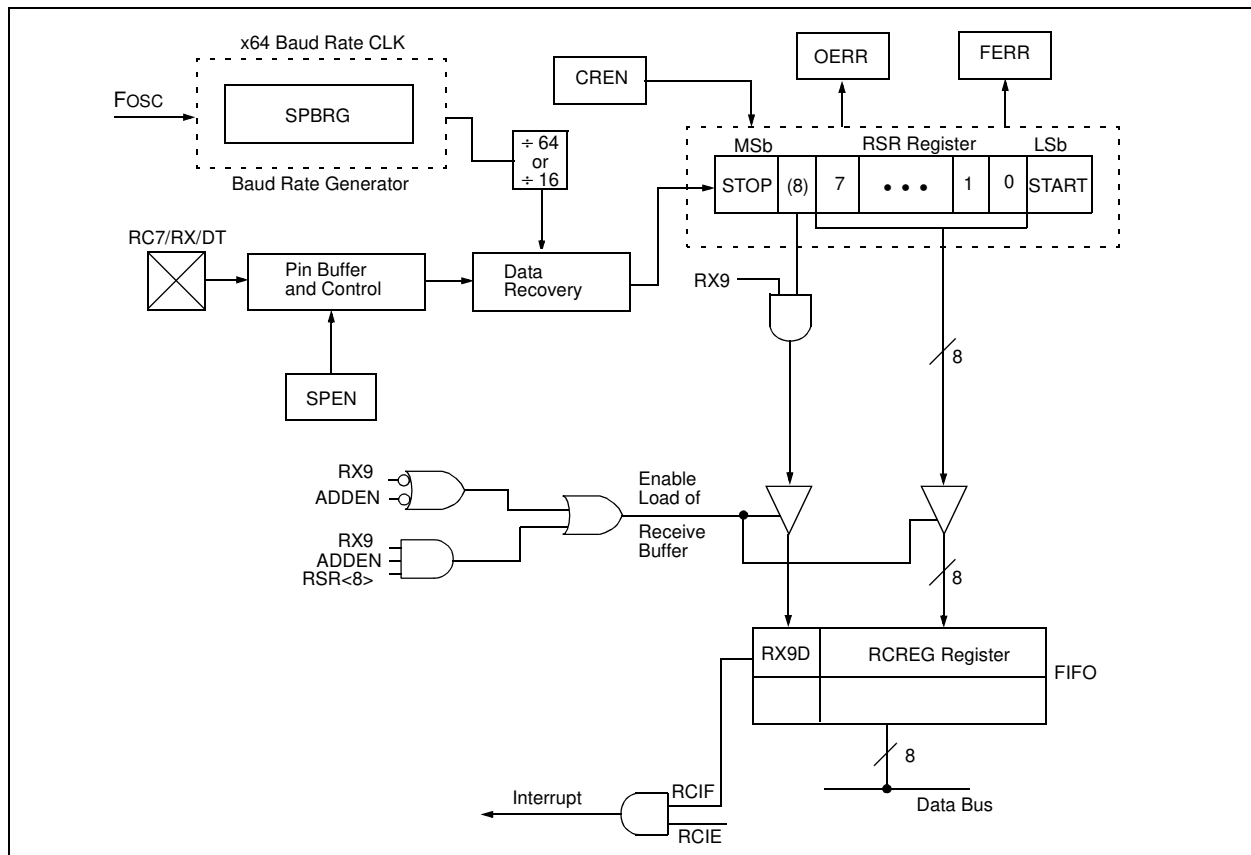 x64 Baud Rate CLK
FOSC
SPBRG
Baud Rate Generator
÷ 64
or
÷ 16
CREN
OERR
FERR
MSb
RSR Register
LSb
STOP
(8)
7
• • •
1
0
START
RC7/RX/DT
Pin Buffer
and Control
Data
Recovery
SPEN
RX9
8
RX9
ADDEN
RX9
ADDEN
RSR<8>
Enable
Load of
Receive
Buffer
8
RX9D
RCREG Register
FIFO
8
Data Bus
Interrupt
RCIF
RCIE